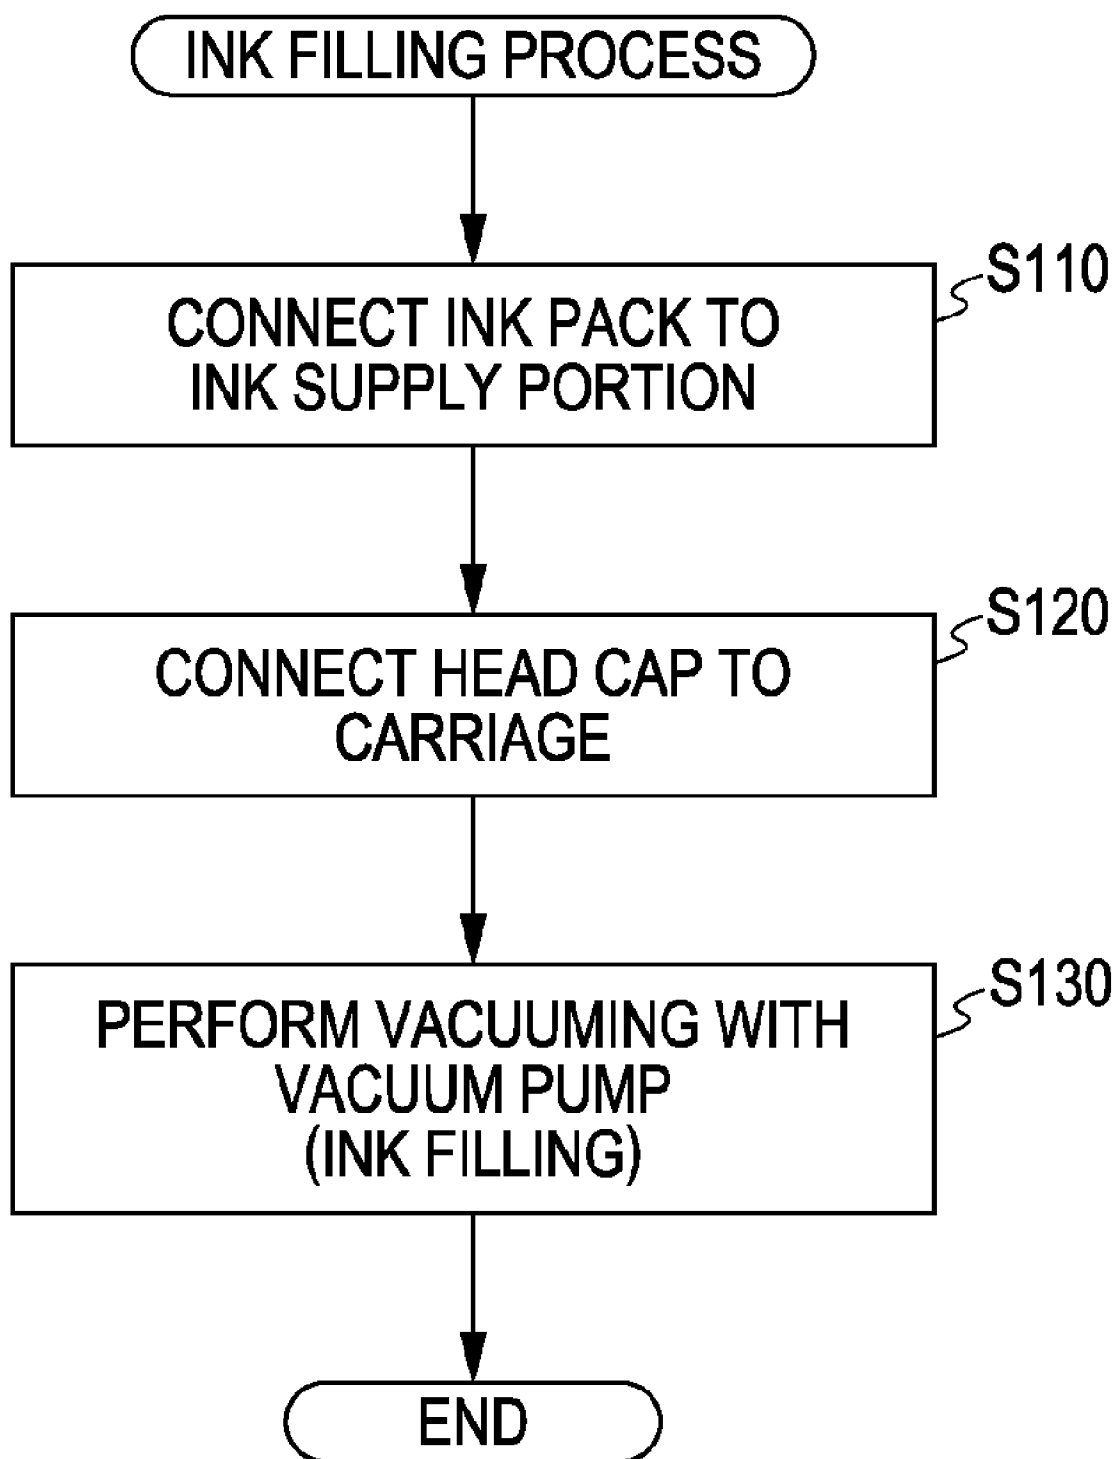 INK FILLING PROCESS
S110
CONNECT INK PACK TO
INK SUPPLY PORTION
S120
CONNECT HEAD CAP TO
CARRIAGE
S130
PERFORM VACUUMING WITH
VACUUM PUMP
(INK FILLING)
END